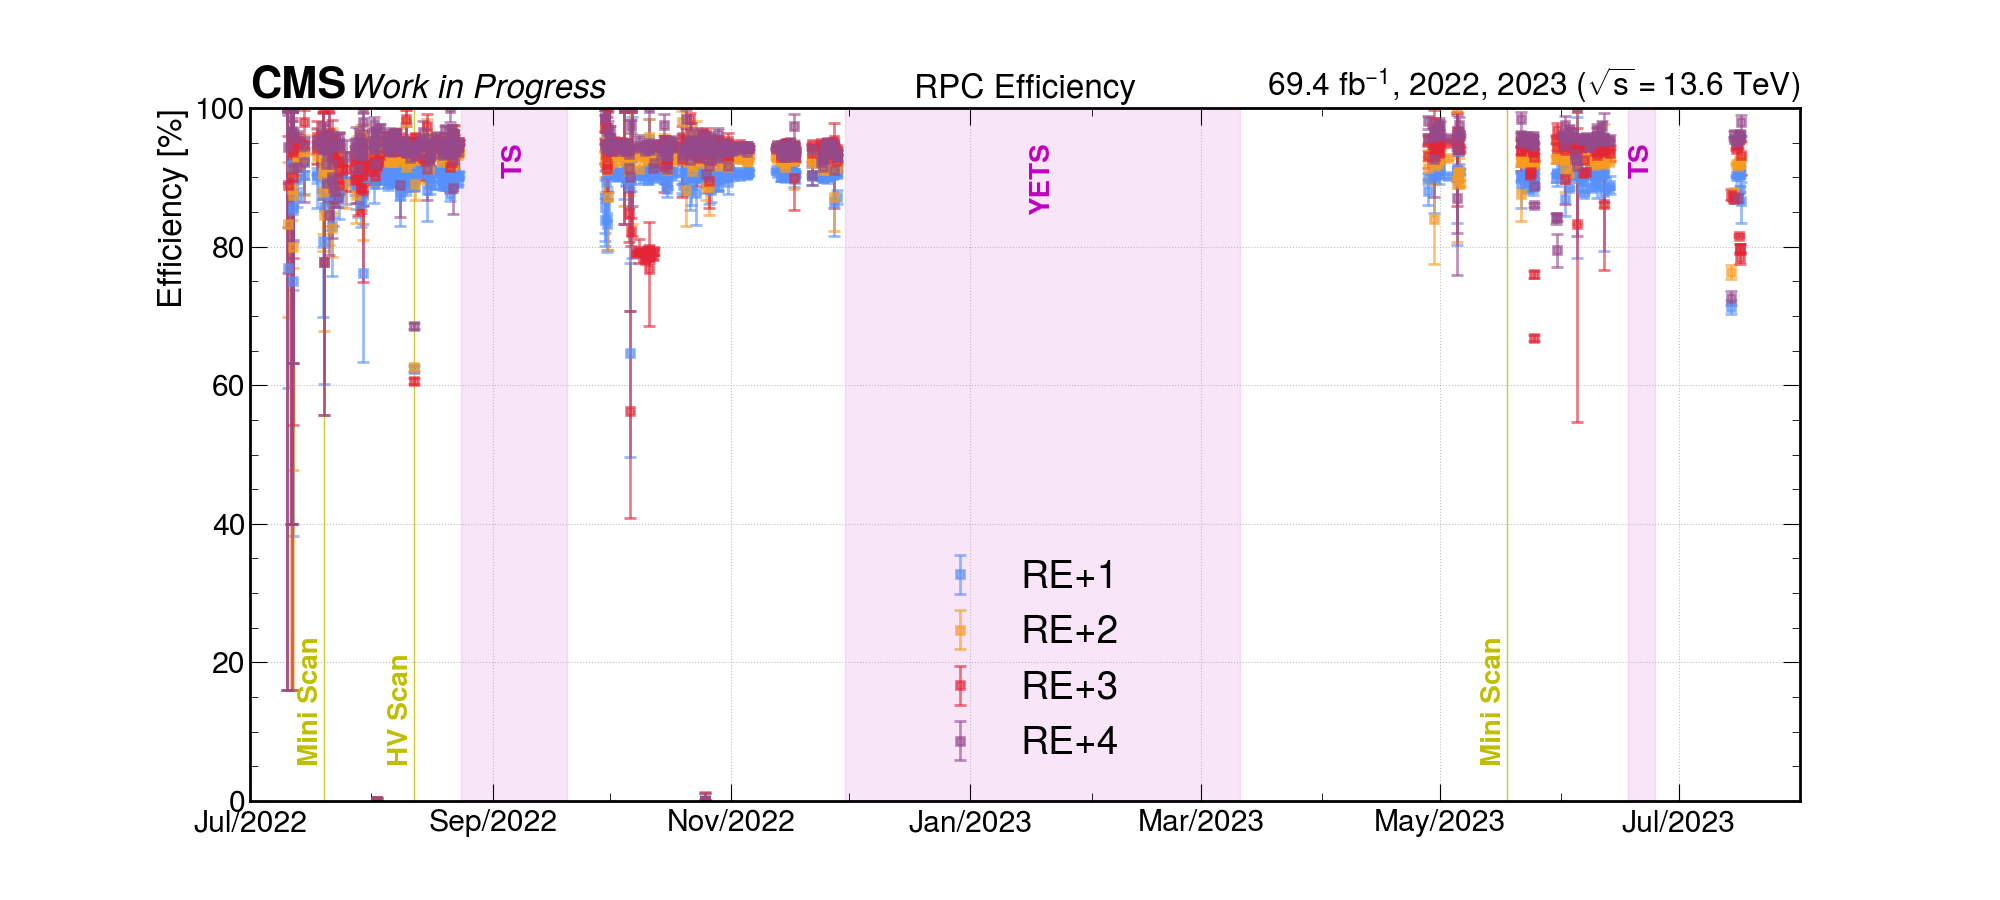 CMS Work in Progress RPC Efficiency 69.4 fb⁻¹, 2022, 2023 (√s = 13.6 TeV)
Efficiency [%]
100
80
60
40
20
0
TS
YETS
TS
Mini Scan
HV Scan
Mini Scan
RE+1
RE+2
RE+3
RE+4
Jul/2022 Sep/2022 Nov/2022 Jan/2023 Mar/2023 May/2023 Jul/2023